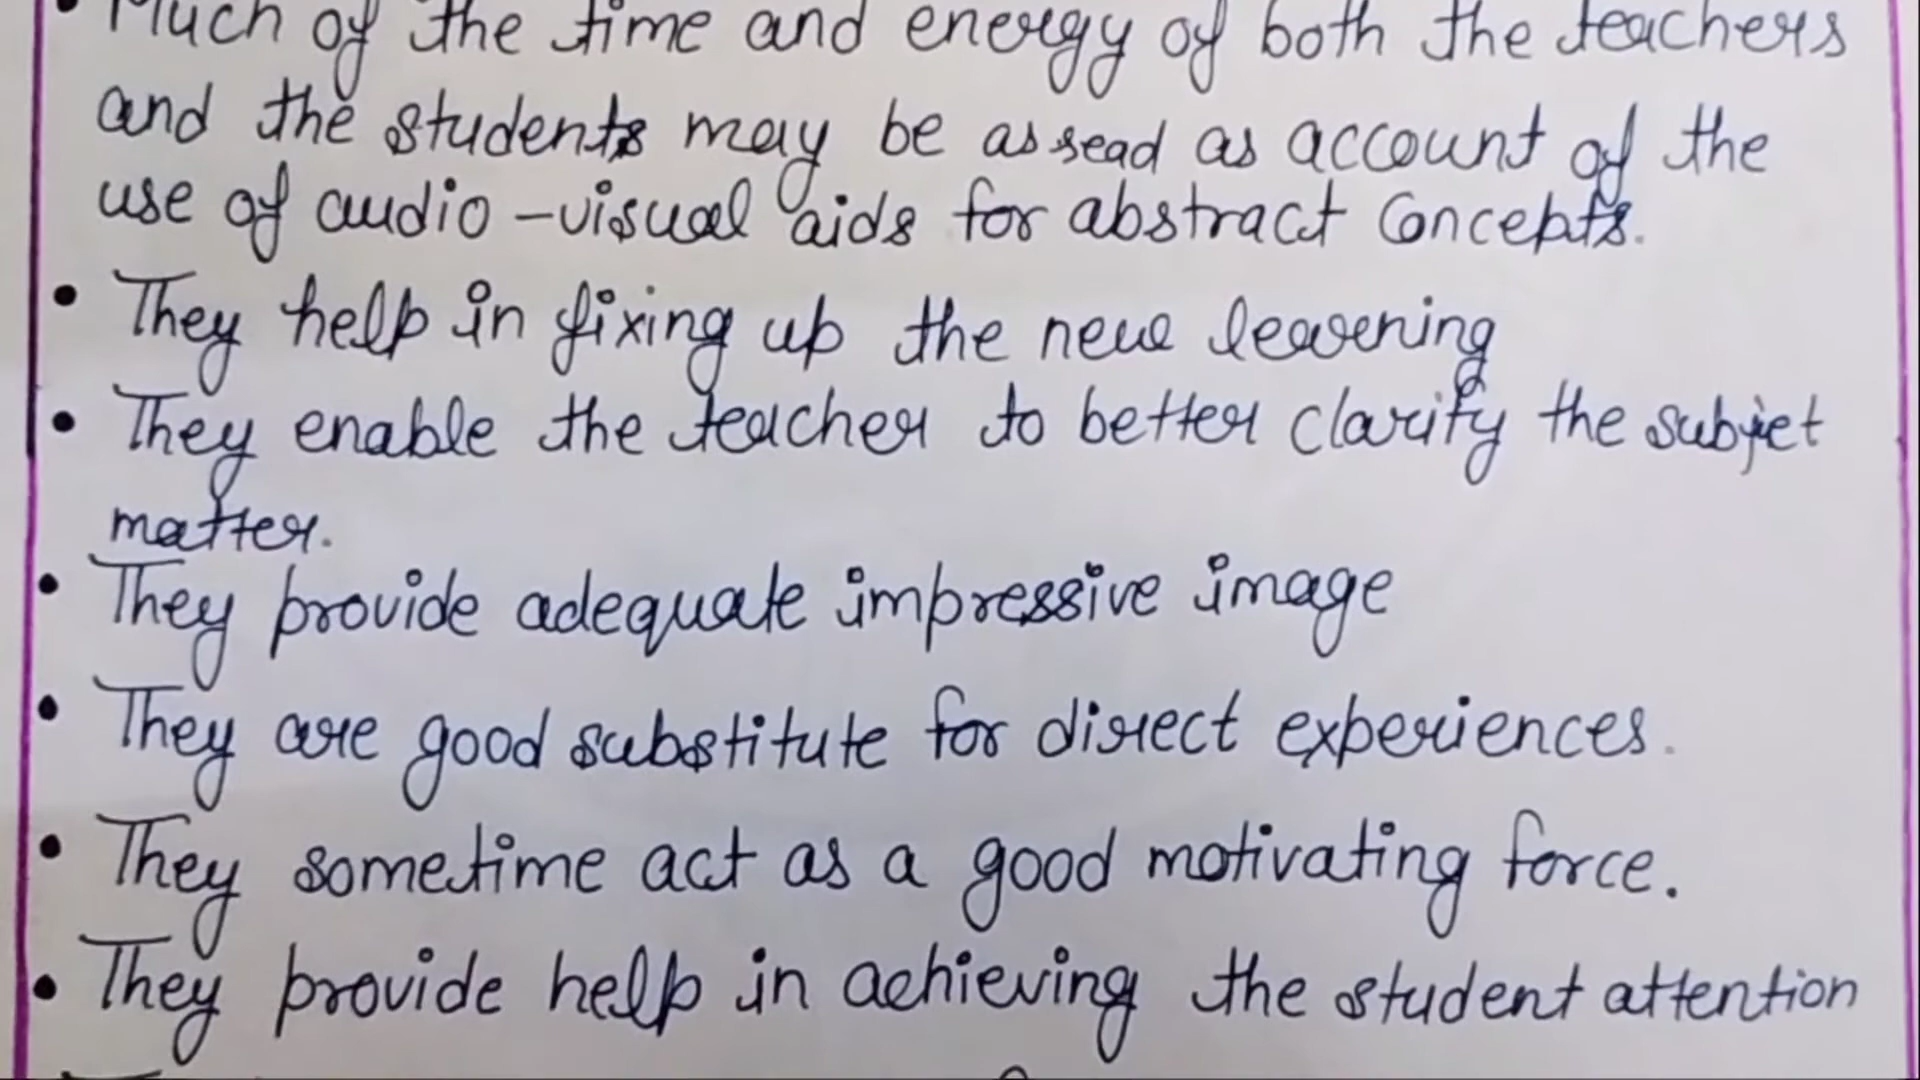 • Much of the time and energy of both the teachers
and the students may be assead as account of the
use of audio-visual aids for abstract Concepts.
• They help in fixing up the new learning
• They enable the teacher to better clarify the subject
matter.
• They provide adequate impressive image
• They are good substitute for direct experiences.
• They sometime act as a good motivating force.
• They provide help in achieving the student attention